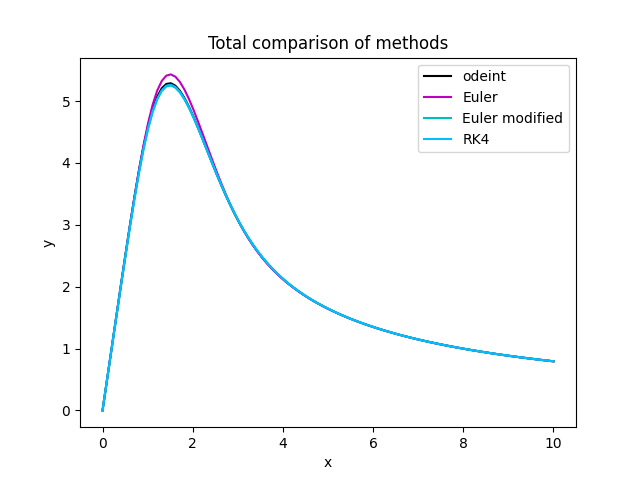 Total comparison of methods
odeint
Euler
Euler modified
RK4
y
5
4
3
2
1
0
0 2 4 6 8 10
x